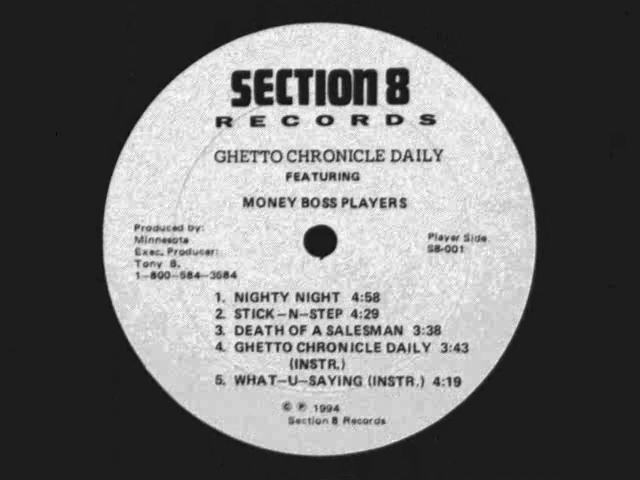 SECTION 8
RECORDS
GHETTO CHRONICLE DAILY
FEATURING
MONEY BOSS PLAYERS
Produced by:
Minnesota
Exec. Producer:
Tony B.
1-800-584-3584
Player Side
S8-001
1. NIGHTY NIGHT 4:58
2. STICK-N-STEP 4:29
3. DEATH OF A SALESMAN 3:38
4. GHETTO CHRONICLE DAILY 3:43
(INSTR.)
5. WHAT-U-SAYING (INSTR.) 4:19
© ℗ 1994
Section 8 Records